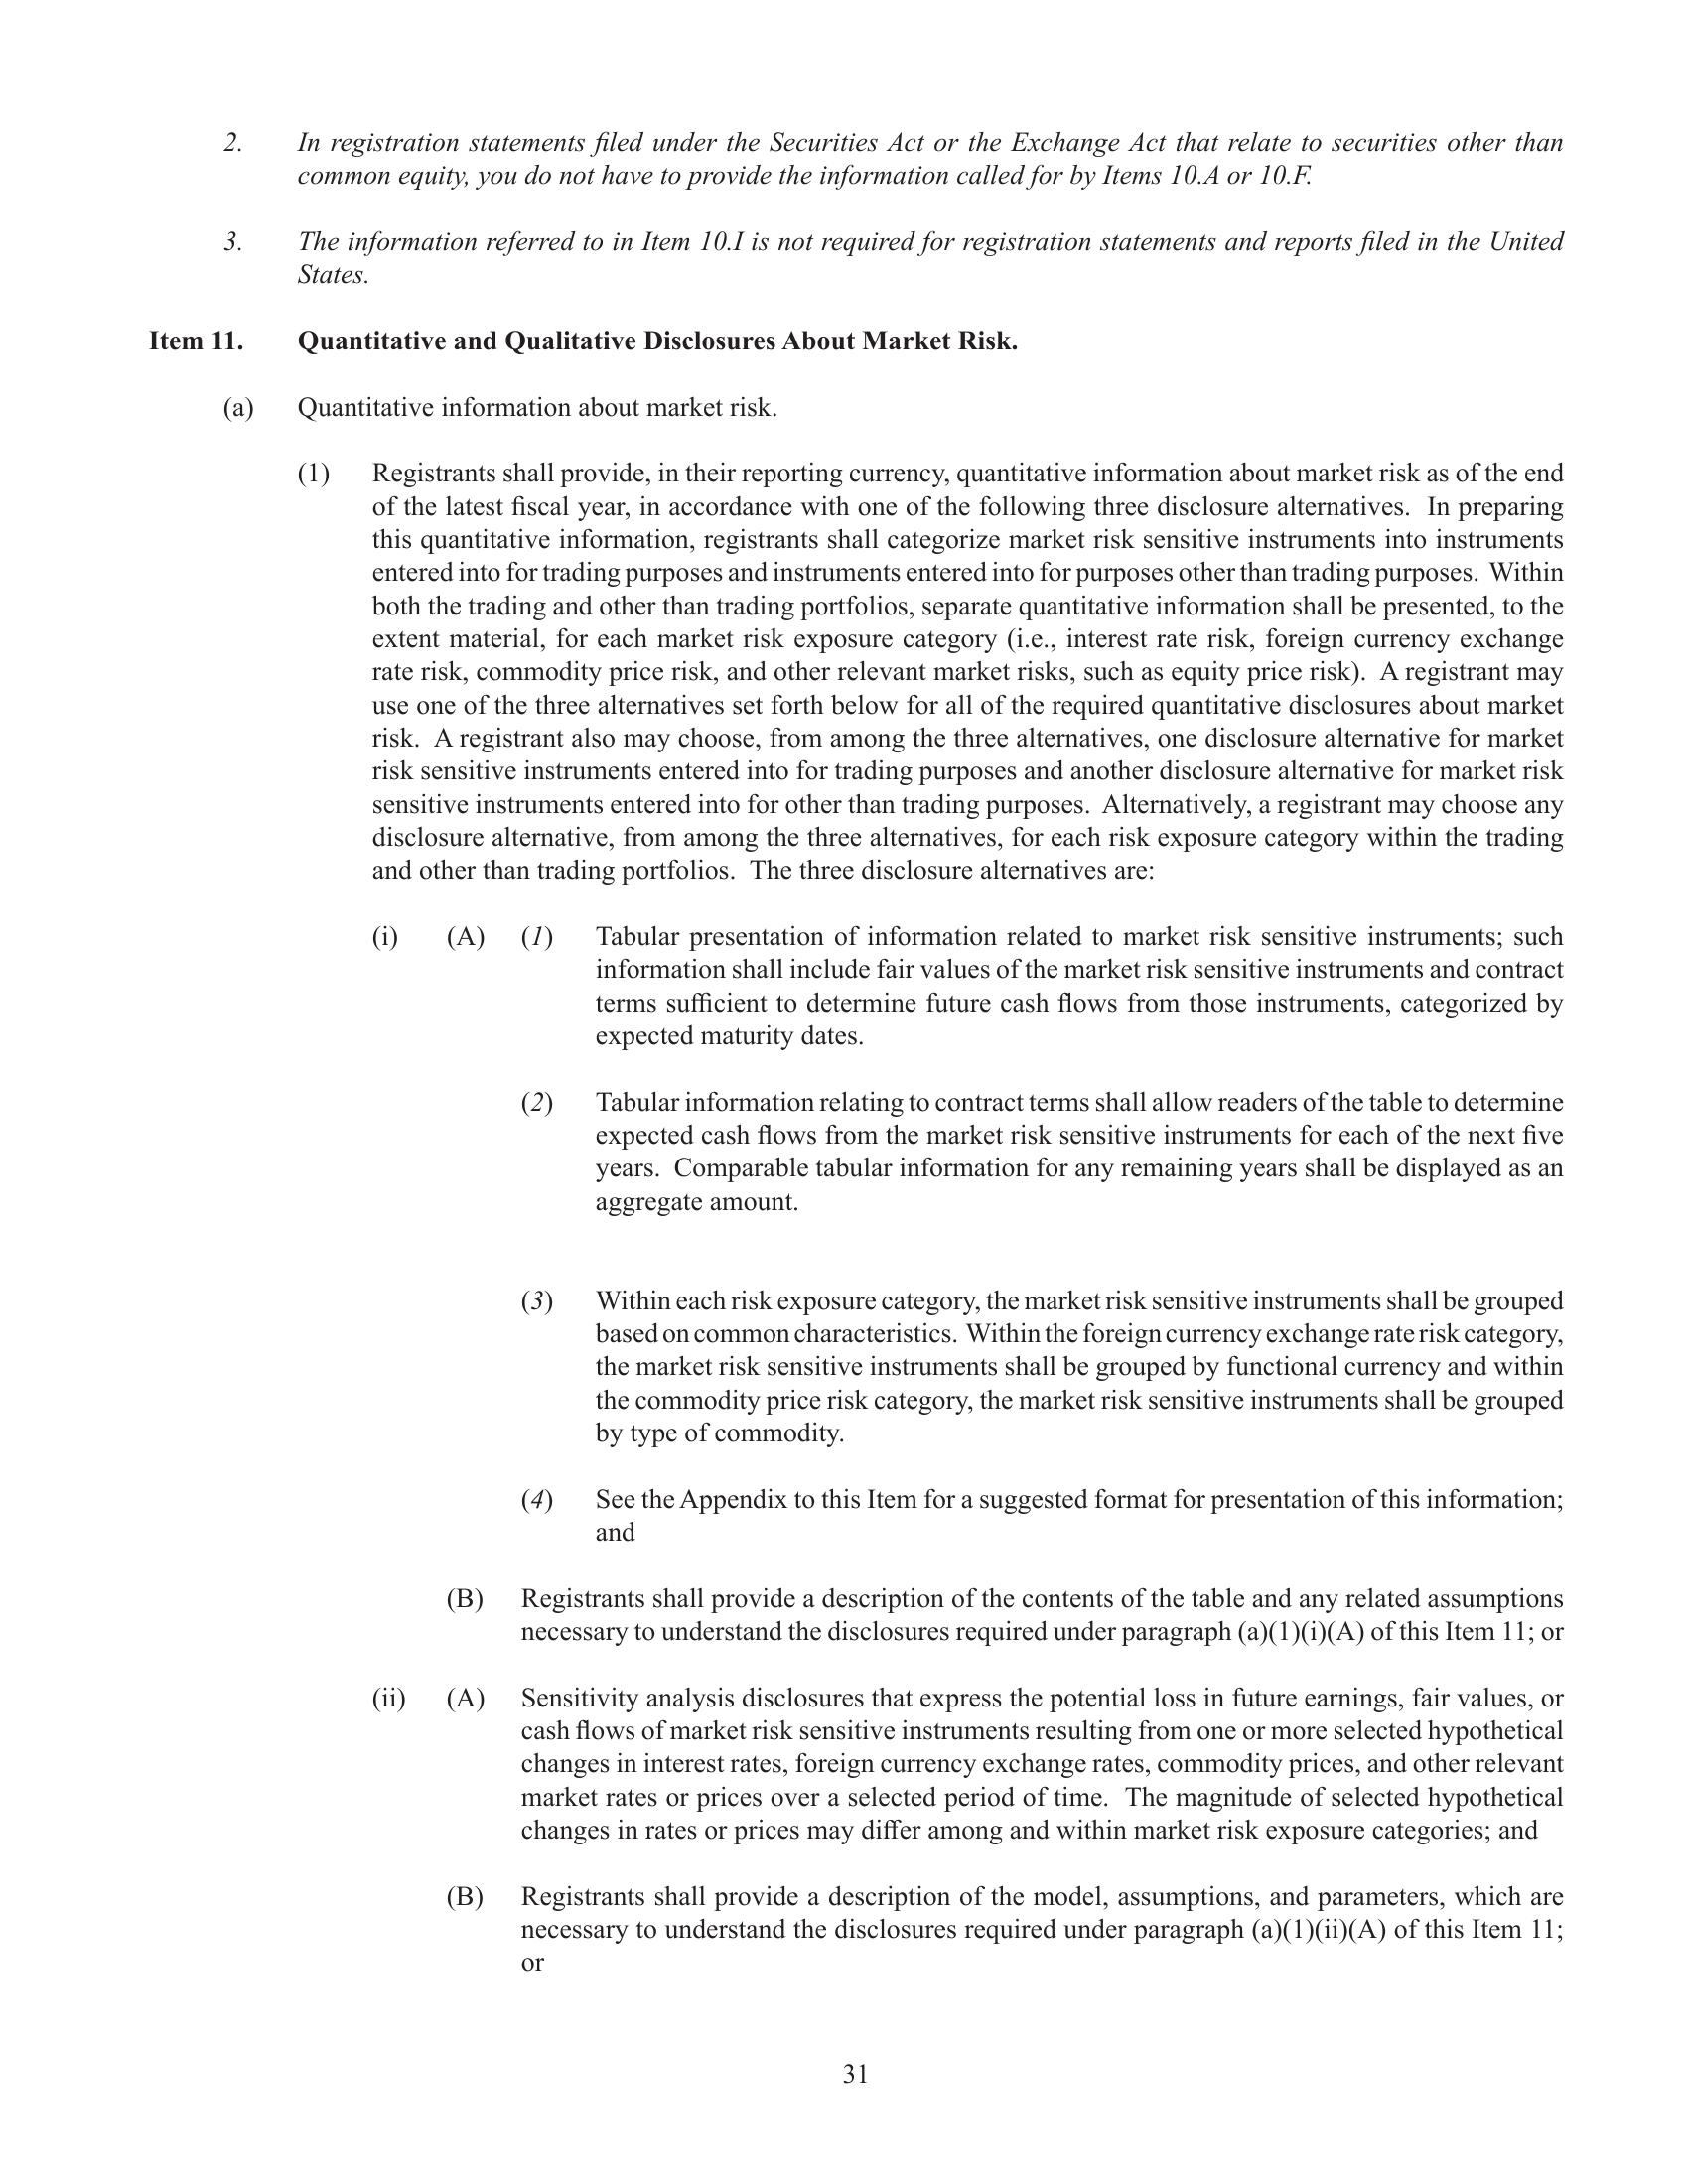 2. In registration statements filed under the Securities Act or the Exchange Act that relate to securities other than
common equity, you do not have to provide the information called for by Items 10.A or 10.F.
3. The information referred to in Item 10.I is not required for registration statements and reports filed in the United
States.
Item 11. Quantitative and Qualitative Disclosures About Market Risk.
(a) Quantitative information about market risk.
(1) Registrants shall provide, in their reporting currency, quantitative information about market risk as of the end
of the latest fiscal year, in accordance with one of the following three disclosure alternatives. In preparing
this quantitative information, registrants shall categorize market risk sensitive instruments into instruments
entered into for trading purposes and instruments entered into for purposes other than trading purposes. Within
both the trading and other than trading portfolios, separate quantitative information shall be presented, to the
extent material, for each market risk exposure category (i.e., interest rate risk, foreign currency exchange
rate risk, commodity price risk, and other relevant market risks, such as equity price risk). A registrant may
use one of the three alternatives set forth below for all of the required quantitative disclosures about market
risk. A registrant also may choose, from among the three alternatives, one disclosure alternative for market
risk sensitive instruments entered into for trading purposes and another disclosure alternative for market risk
sensitive instruments entered into for other than trading purposes. Alternatively, a registrant may choose any
disclosure alternative, from among the three alternatives, for each risk exposure category within the trading
and other than trading portfolios. The three disclosure alternatives are:
(i) (A) (1) Tabular presentation of information related to market risk sensitive instruments; such
information shall include fair values of the market risk sensitive instruments and contract
terms sufficient to determine future cash flows from those instruments, categorized by
expected maturity dates.
(2) Tabular information relating to contract terms shall allow readers of the table to determine
expected cash flows from the market risk sensitive instruments for each of the next five
years. Comparable tabular information for any remaining years shall be displayed as an
aggregate amount.
(3) Within each risk exposure category, the market risk sensitive instruments shall be grouped
based on common characteristics. Within the foreign currency exchange rate risk category,
the market risk sensitive instruments shall be grouped by functional currency and within
the commodity price risk category, the market risk sensitive instruments shall be grouped
by type of commodity.
(4) See the Appendix to this Item for a suggested format for presentation of this information;
and
(B) Registrants shall provide a description of the contents of the table and any related assumptions
necessary to understand the disclosures required under paragraph (a)(1)(i)(A) of this Item 11; or
(ii) (A) Sensitivity analysis disclosures that express the potential loss in future earnings, fair values, or
cash flows of market risk sensitive instruments resulting from one or more selected hypothetical
changes in interest rates, foreign currency exchange rates, commodity prices, and other relevant
market rates or prices over a selected period of time. The magnitude of selected hypothetical
changes in rates or prices may differ among and within market risk exposure categories; and
(B) Registrants shall provide a description of the model, assumptions, and parameters, which are
necessary to understand the disclosures required under paragraph (a)(1)(ii)(A) of this Item 11;
or
31